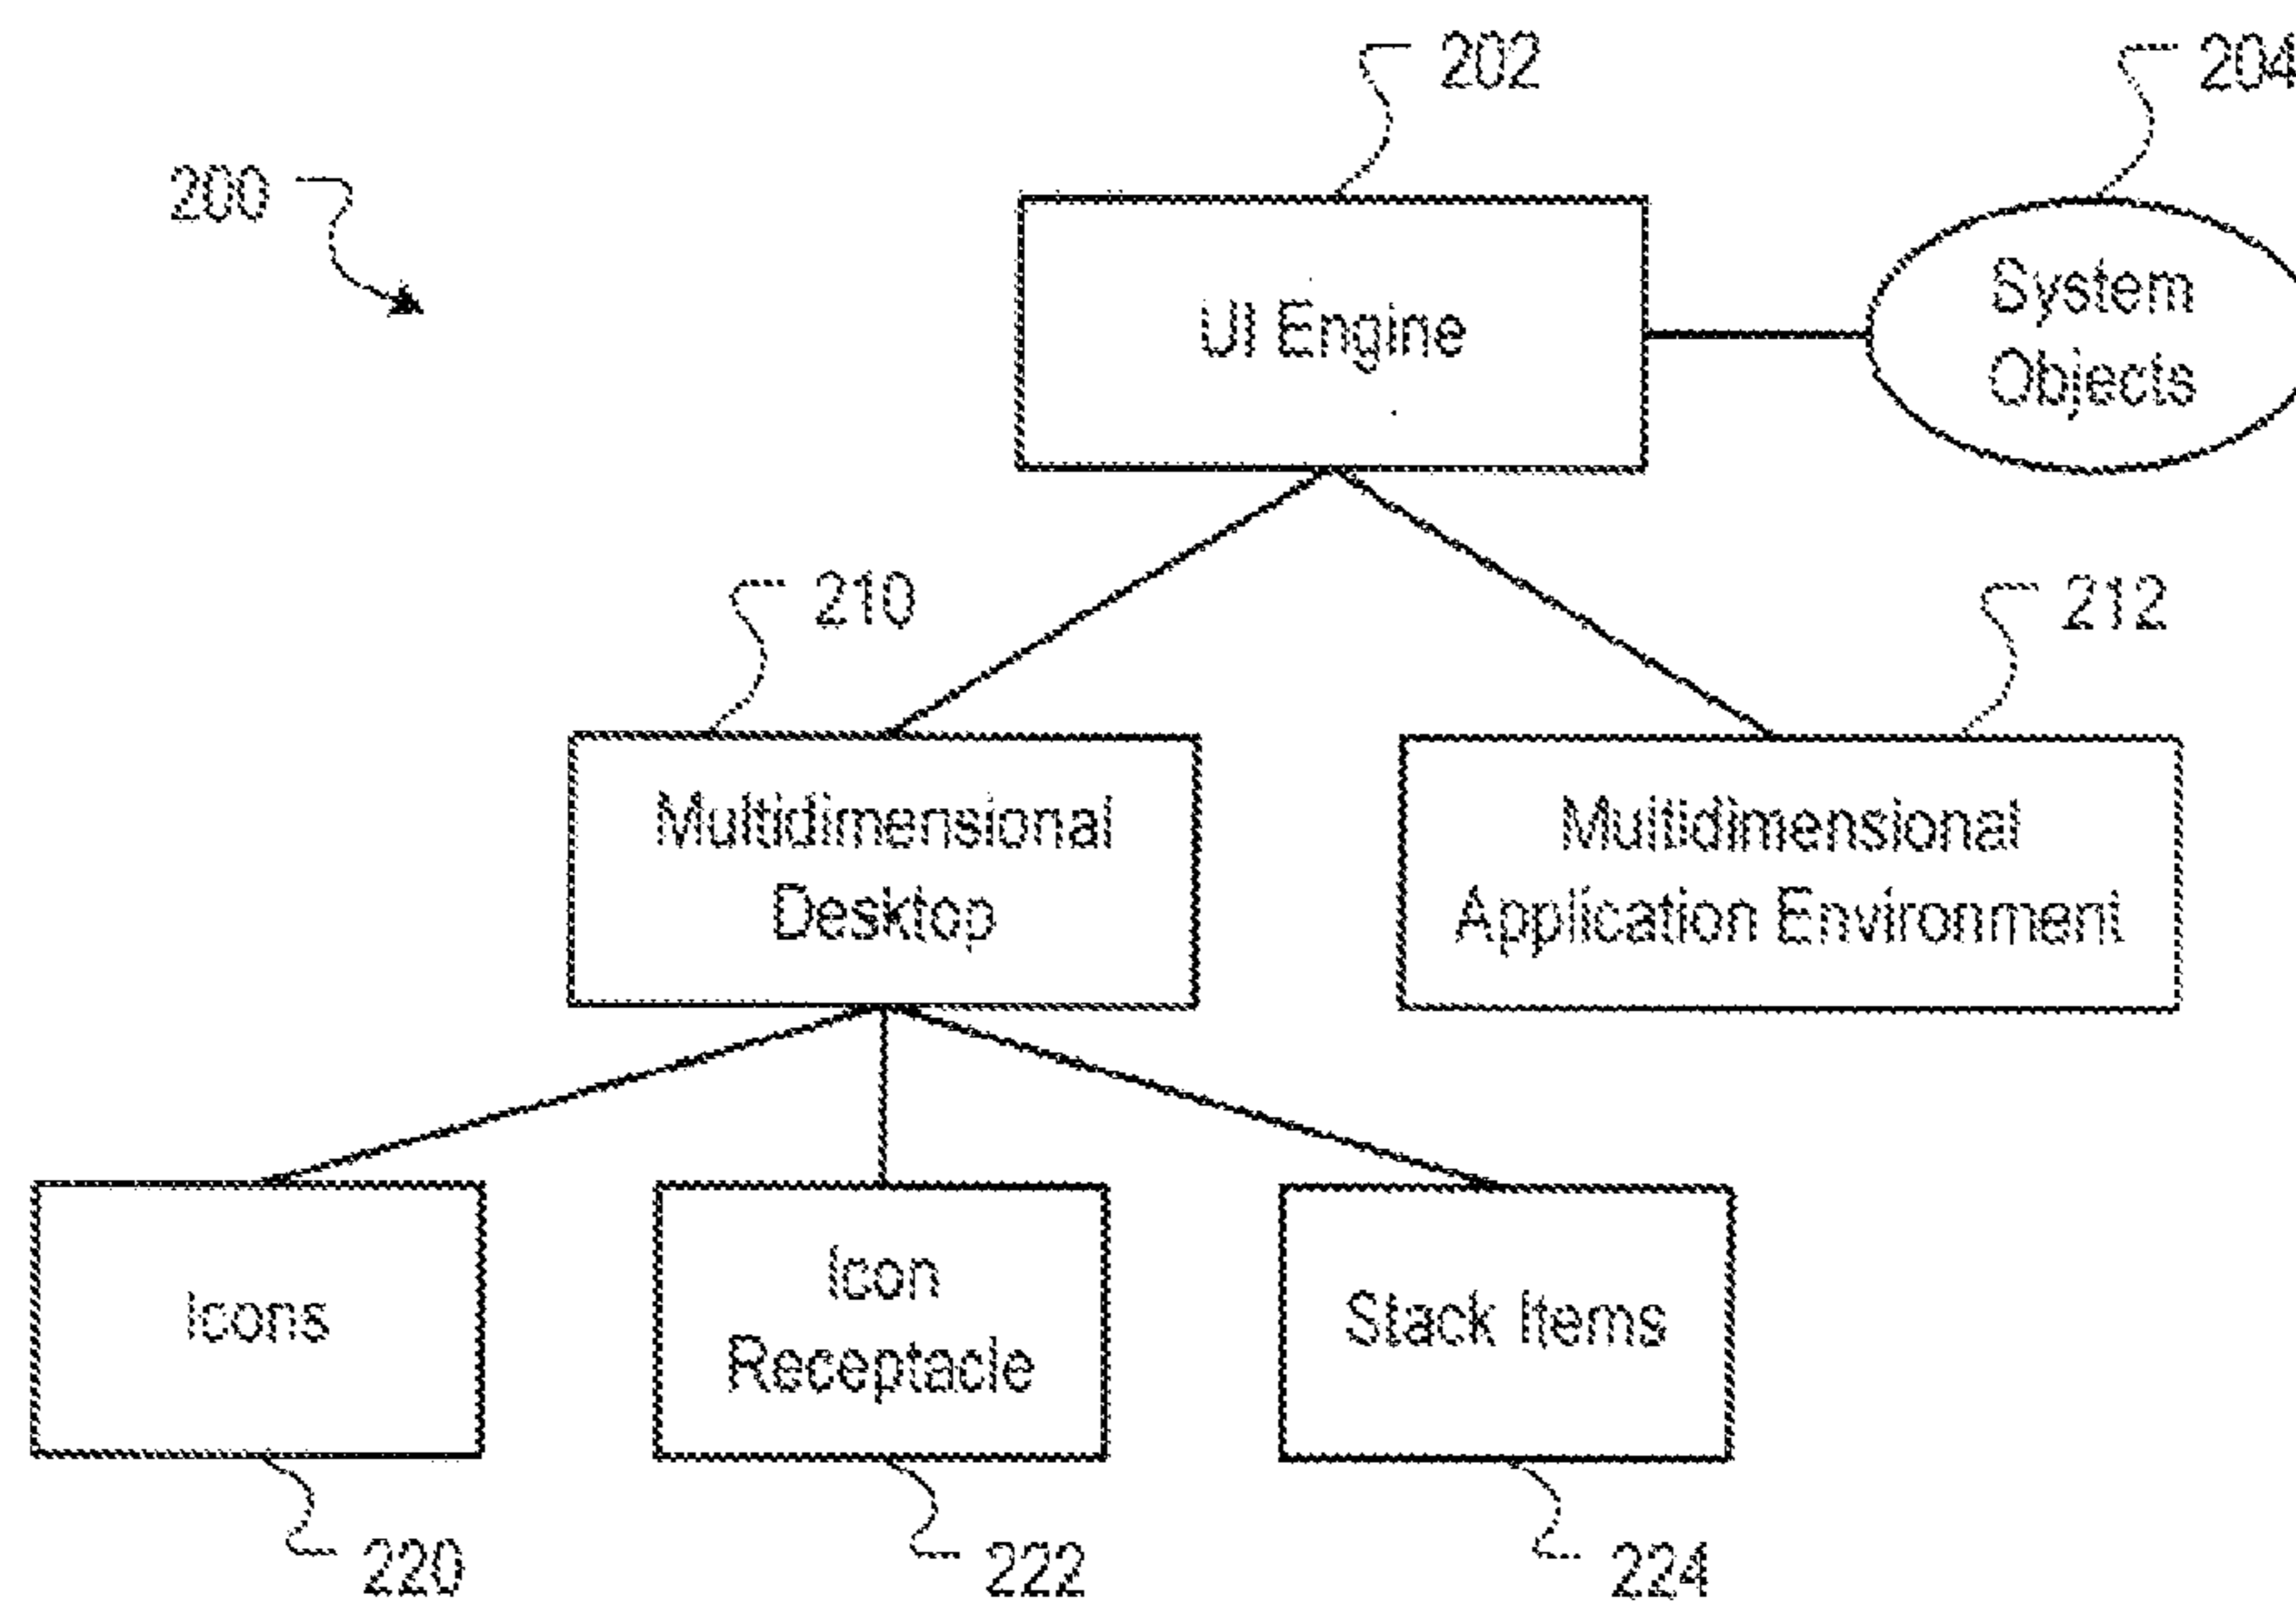 202
204
200
UI Engine
System
Objects
210
212
Multidimensional
Desktop
Multidimensional
Application Environment
Icons
Icon
Receptacle
Stack Items
220
222
224